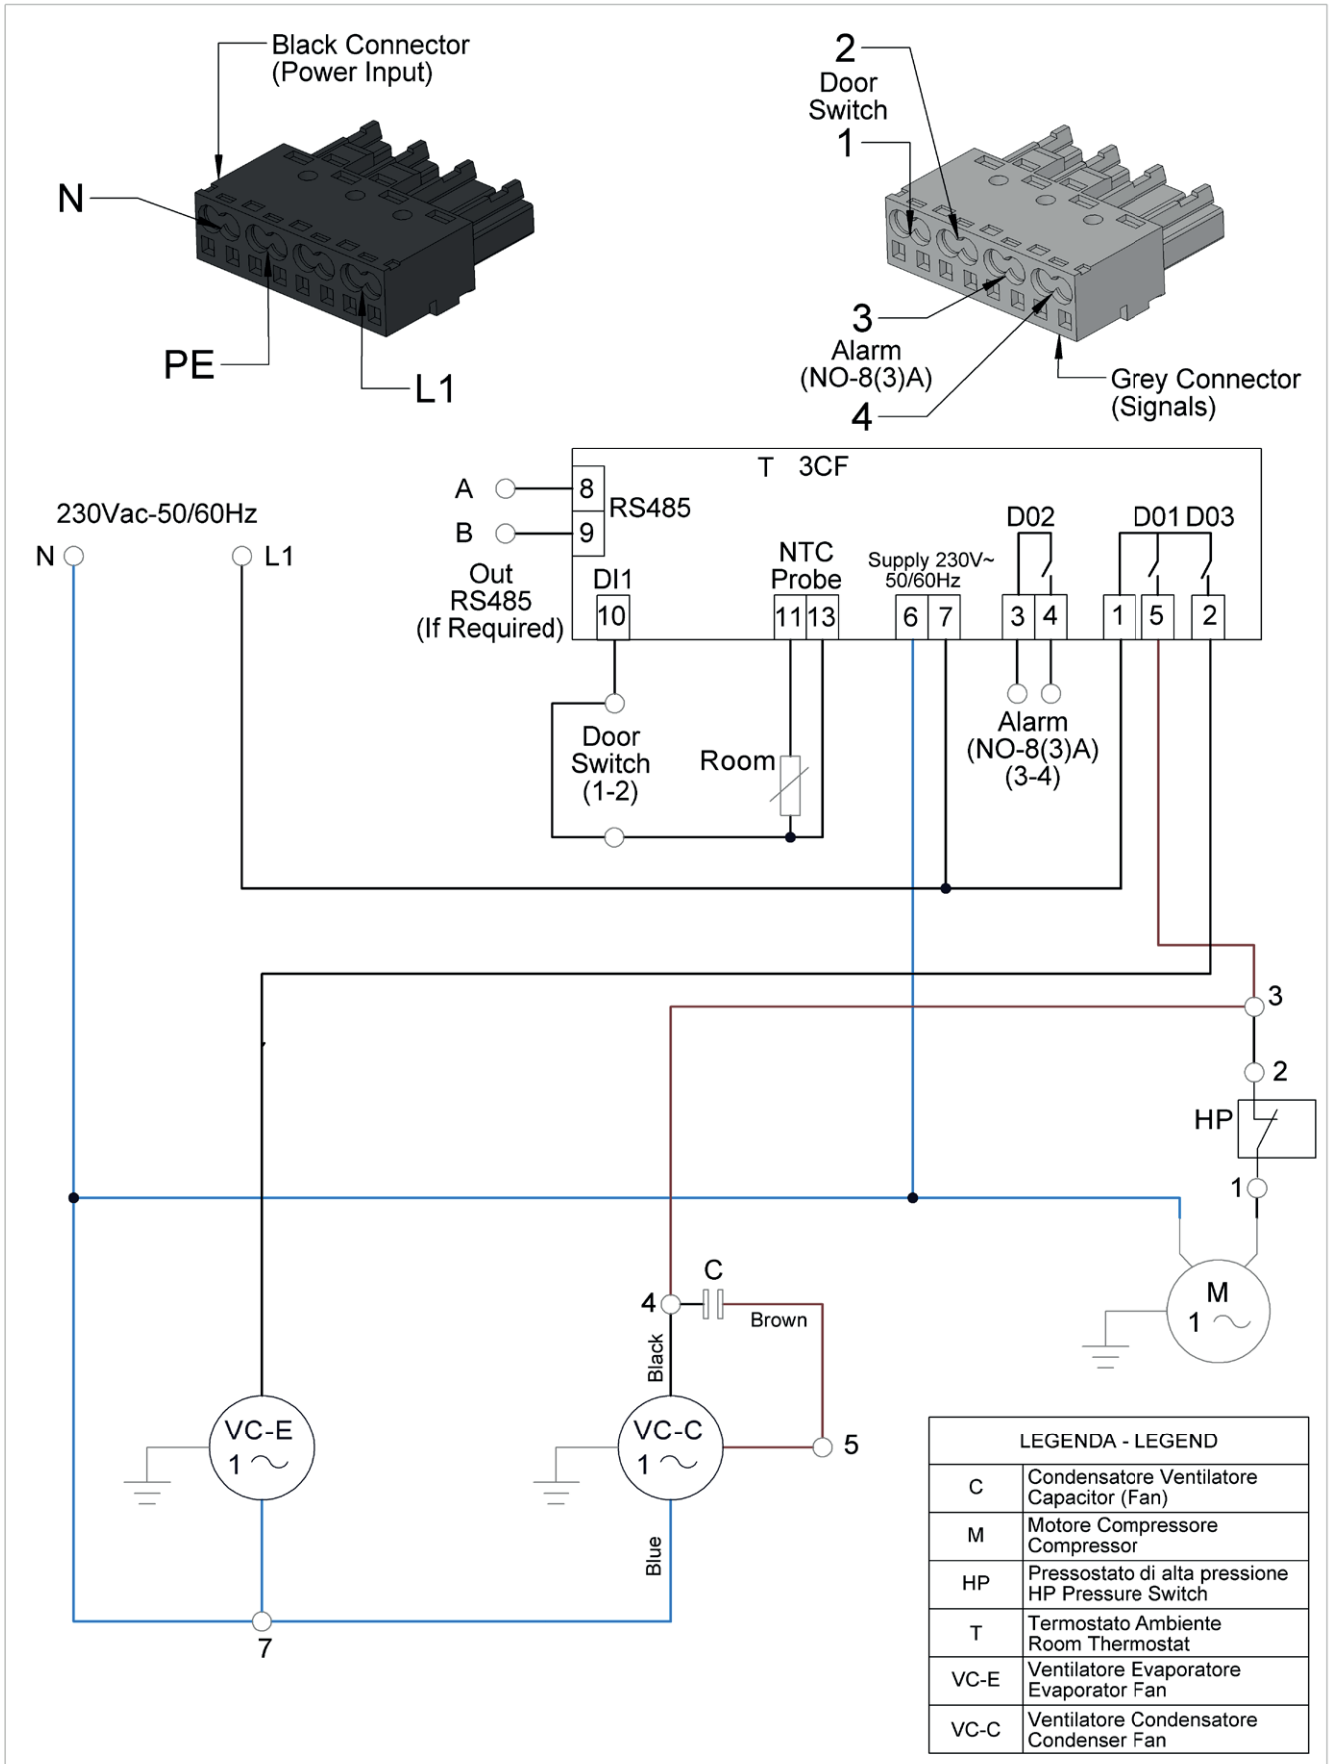 Black Connector
(Power Input)
N
PE
L1
2
Door
Switch
1
3
Alarm
(NO-8(3)A)
4
Grey Connector
(Signals)
230Vac-50/60Hz
N
L1
T 3CF
A
8
RS485
B
9
Out
RS485
(If Required)
DI1
10
NTC
Probe
11 13
Supply 230V~
50/60Hz
6 7
D02
3 4
D01 D03
1 5 2
Door
Switch
(1-2)
Room
Alarm
(NO-8(3)A)
(3-4)
3
2
HP
1
M
1
C
4
Brown
Black
VC-E
1
VC-C
1
5
Blue
7
LEGENDA - LEGEND
C
Condensatore Ventilatore
Capacitor (Fan)
M
Motore Compressore
Compressor
HP
Pressostato di alta pressione
HP Pressure Switch
T
Termostato Ambiente
Room Thermostat
VC-E
Ventilatore Evaporatore
Evaporator Fan
VC-C
Ventilatore Condensatore
Condenser Fan